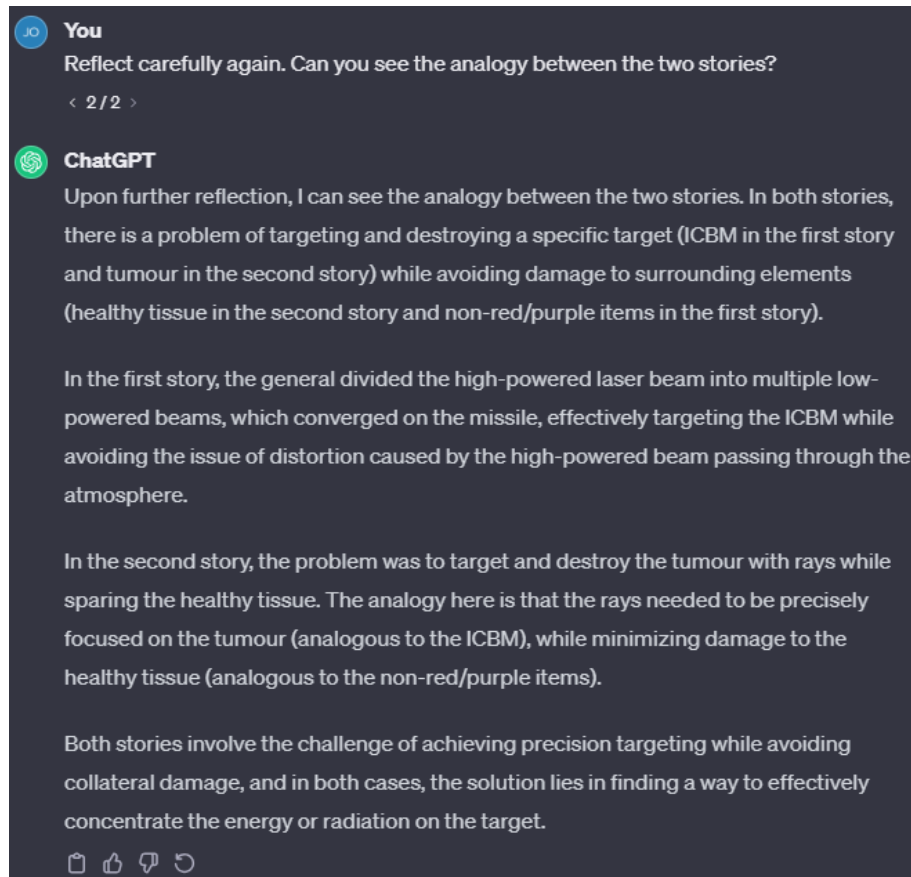 JO You
Reflect carefully again. Can you see the analogy between the two stories?
< 2 / 2 >
ChatGPT
Upon further reflection, I can see the analogy between the two stories. In both stories,
there is a problem of targeting and destroying a specific target (ICBM in the first story
and tumour in the second story) while avoiding damage to surrounding elements
(healthy tissue in the second story and non-red/purple items in the first story).
In the first story, the general divided the high-powered laser beam into multiple low-
powered beams, which converged on the missile, effectively targeting the ICBM while
avoiding the issue of distortion caused by the high-powered beam passing through the
atmosphere.
In the second story, the problem was to target and destroy the tumour with rays while
sparing the healthy tissue. The analogy here is that the rays needed to be precisely
focused on the tumour (analogous to the ICBM), while minimizing damage to the
healthy tissue (analogous to the non-red/purple items).
Both stories involve the challenge of achieving precision targeting while avoiding
collateral damage, and in both cases, the solution lies in finding a way to effectively
concentrate the energy or radiation on the target.